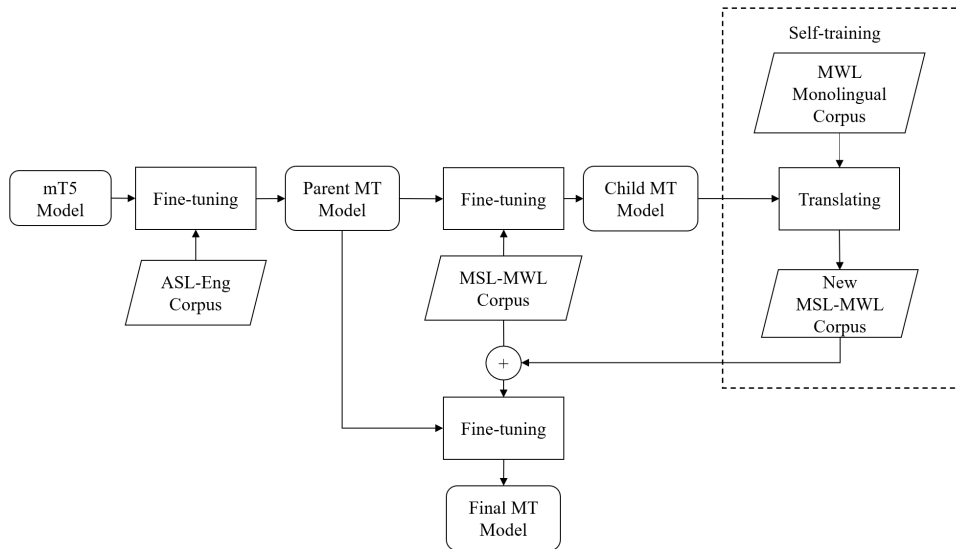 Self-training
MWL
Monolingual
Corpus
mT5
Model
Fine-tuning
Parent MT
Model
Fine-tuning
Child MT
Model
Translating
ASL-Eng
Corpus
MSL-MWL
Corpus
New
MSL-MWL
Corpus
+
Fine-tuning
Final MT
Model